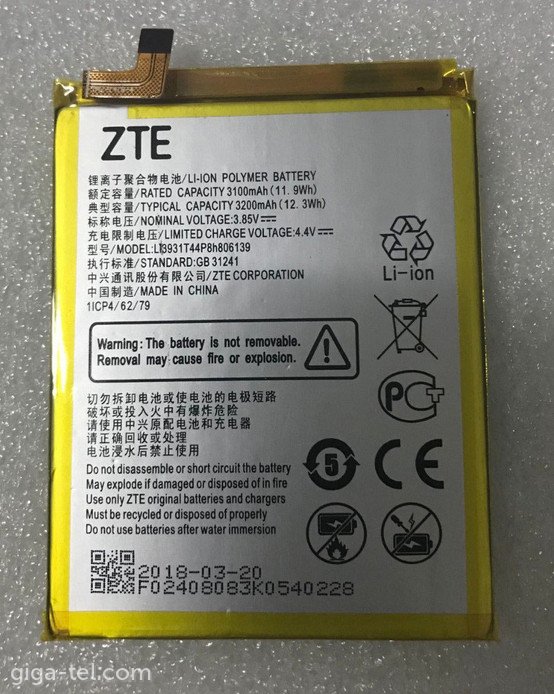 ZTE
锂离子聚合物电池/LI-ION POLYMER BATTERY
额定容量/RATED CAPACITY 3100mAh(11.9Wh)
典型容量/TYPICAL CAPACITY 3200mAh(12.3Wh)
标称电压/NOMINAL VOLTAGE:3.85V⎓
充电限制电压/LIMITED CHARGE VOLTAGE:4.4V⎓
型号/MODEL:Li3931T44P8h806139
执行标准/STANDARD:GB 31241
中兴通讯股份有限公司/ZTE CORPORATION
中国制造/MADE IN CHINA
1ICP4/62/79
Li-ion
Warning: The battery is not removable.
Removal may cause fire or explosion.
PCT
切勿拆卸电池或使电池的电极短路
破坏或投入火中有爆炸危险
请使用中兴原配电池和充电器
请正确回收或处理
电池浸水后禁止使用
5
CE
Do not disassemble or short circuit the battery
May explode if damaged or disposed of in fire
Use only ZTE original batteries and chargers
Must be recycled or disposed of properly
Do not use batteries after water immersion
2018-03-20
F02408083K0540228
giga-tel.com